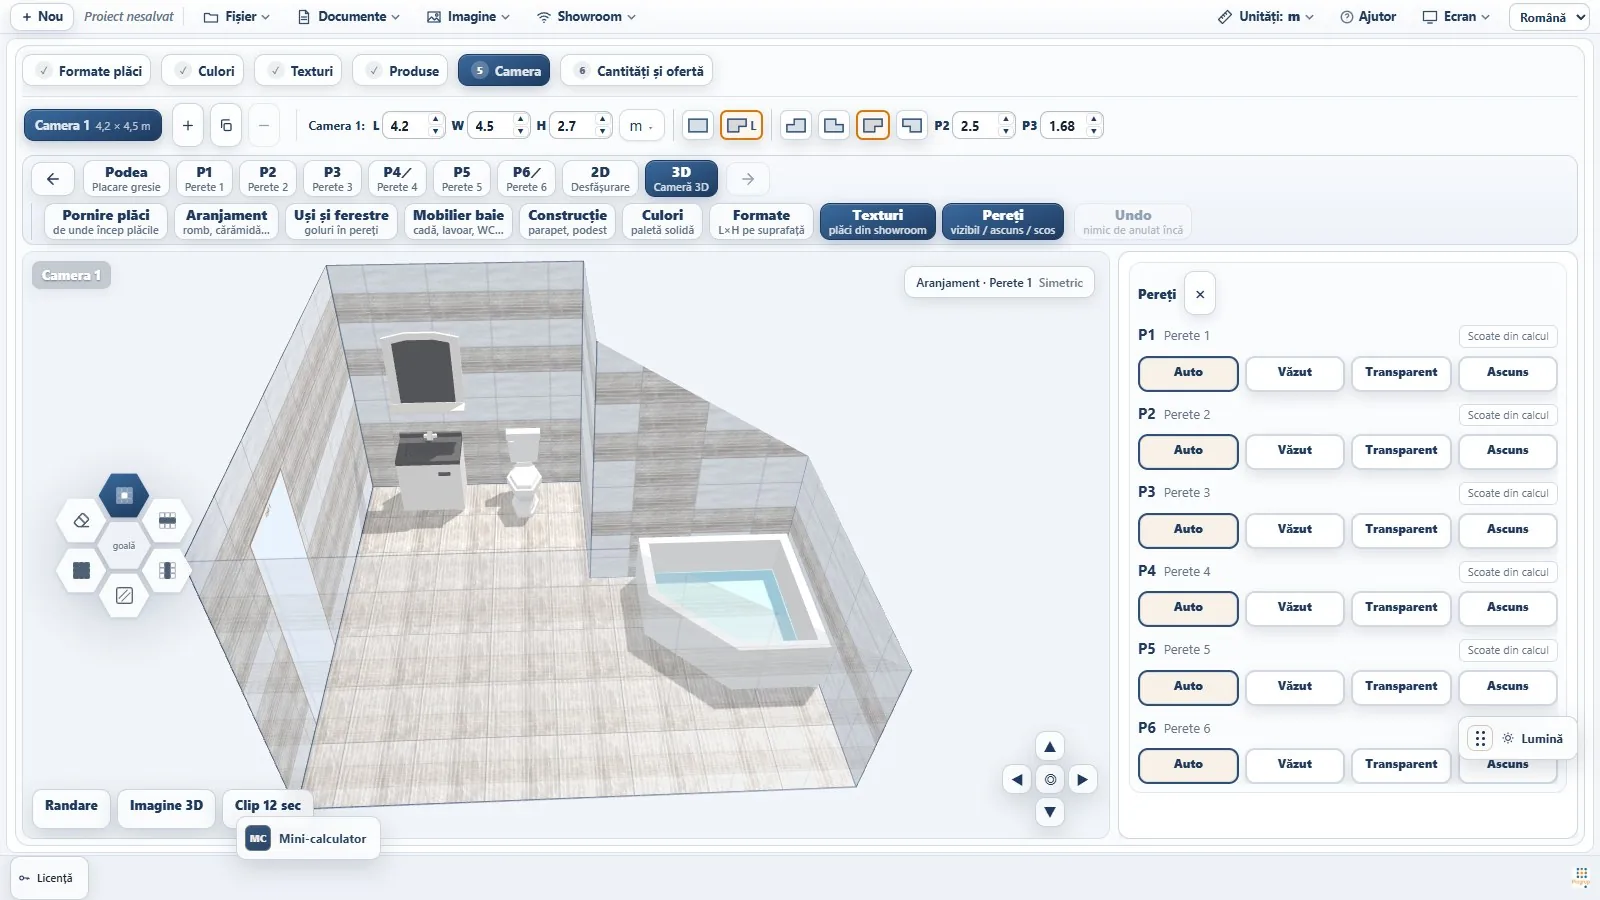 + Nou
Proiect nesalvat
Fișier
Documente
Imagine
Showroom
Unități: m
Ajutor
Ecran
Română
✓ Formate plăci
✓ Culori
✓ Texturi
✓ Produse
5 Camera
6 Cantități și ofertă
Camera 1 4,2 × 4,5 m
+
−
Camera 1:
L 4.2
W 4.5
H 2.7
m
L
P2 2.5
P3 1.68
Podea
Placare gresie
P1
Perete 1
P2
Perete 2
P3
Perete 3
P4
Perete 4
P5
Perete 5
P6
Perete 6
2D
Desfășurare
3D
Cameră 3D
Pornire plăci
de unde încep plăcile
Aranjament
romb, cărămidă...
Uși și ferestre
goluri în pereți
Mobilier baie
cadă, lavoar, WC...
Construcție
parapet, podest
Culori
paletă solidă
Formate
L×H pe suprafață
Texturi
plăci din showroom
Pereți
vizibil / ascuns / scos
Undo
nimic de anulat încă
Camera 1
Aranjament · Perete 1 Simetric
goală
Randare
Imagine 3D
Clip 12 sec
MC Mini-calculator
Pereți ×
P1 Perete 1
Scoate din calcul
Auto
Văzut
Transparent
Ascuns
P2 Perete 2
Scoate din calcul
Auto
Văzut
Transparent
Ascuns
P3 Perete 3
Scoate din calcul
Auto
Văzut
Transparent
Ascuns
P4 Perete 4
Scoate din calcul
Auto
Văzut
Transparent
Ascuns
P5 Perete 5
Scoate din calcul
Auto
Văzut
Transparent
Ascuns
P6 Perete 6
Lumină
Auto
Văzut
Transparent
Ascuns
Licență